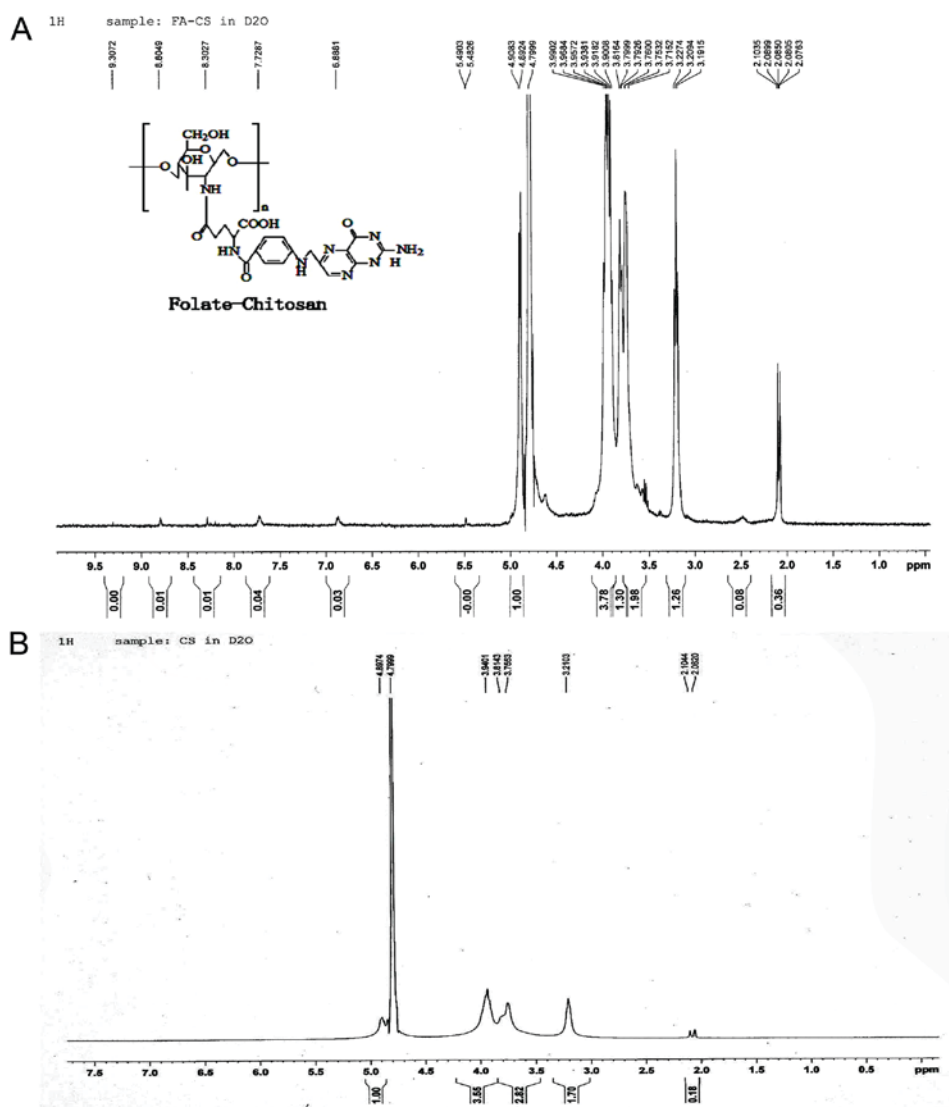 A
1H sample: FA-CS in D2O
9.3072
8.8049
8.3027
7.7287
6.8881
5.4903
5.4826
4.9083
4.8924
4.7999
3.9902
3.9684
3.9572
3.9381
3.9182
3.9008
3.8164
3.7999
3.7926
3.7600
3.7532
3.7152
3.2274
3.2094
3.1915
2.1035
2.0899
2.0850
2.0805
2.0763
CH2OH
O
OH
O
O
NH
n
O
COOH
HN
O
N
H
O
N
N
N
N
NH2
H
Folate-Chitosan
9.5 9.0 8.5 8.0 7.5 7.0 6.5 6.0 5.5 5.0 4.5 4.0 3.5 3.0 2.5 2.0 1.5 1.0 ppm
0.00 0.01 0.01 0.04 0.03 -0.00 1.00 3.78 1.30 1.98 1.26 0.08 0.36
B
1H sample: CS in D2O
4.8974
4.7999
3.9401
3.8143
3.2103
2.1044
2.0620
7.5 7.0 6.5 6.0 5.5 5.0 4.5 4.0 3.5 3.0 2.5 2.0 1.5 1.0 0.5 ppm
1.00 3.55 2.82 1.70 0.18